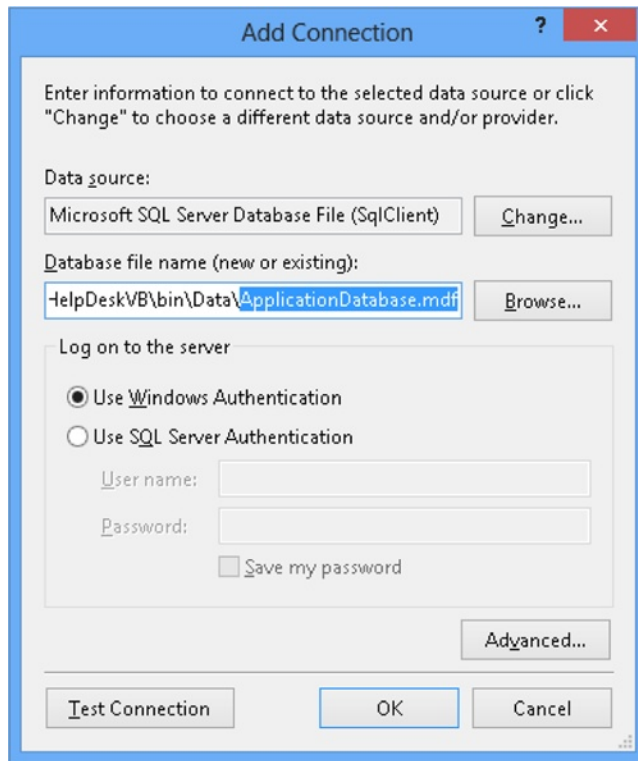 Add Connection
?
×
Enter information to connect to the selected data source or click
"Change" to choose a different data source and/or provider.
Data source:
Microsoft SQL Server Database File (SqlClient)
Change...
Database file name (new or existing):
HelpDeskVB\bin\Data\ApplicationDatabase.mdf
Browse...
Log on to the server
Use Windows Authentication
Use SQL Server Authentication
User name:
Password:
Save my password
Advanced...
Test Connection
OK
Cancel